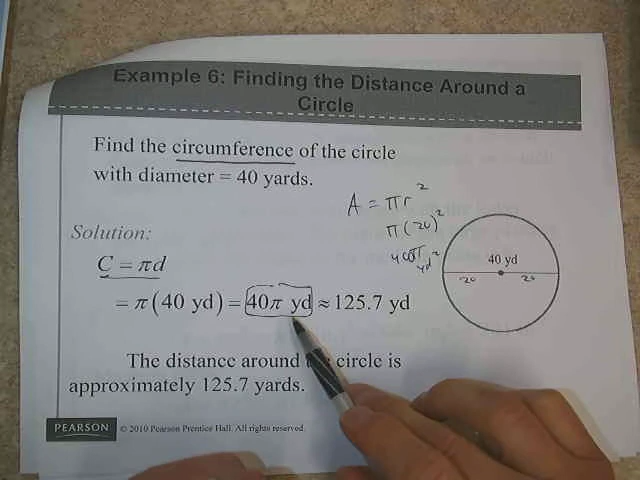 Example 6: Finding the Distance Around a
Circle
Find the circumference of the circle
with diameter = 40 yards.
A = πr²
π(20)²
400π yd²
Solution:
C = πd
= π(40 yd) = 40π yd ≈ 125.7 yd
40 yd
20 20
The distance around the circle is
approximately 125.7 yards.
PEARSON © 2010 Pearson Prentice Hall. All rights reserved.